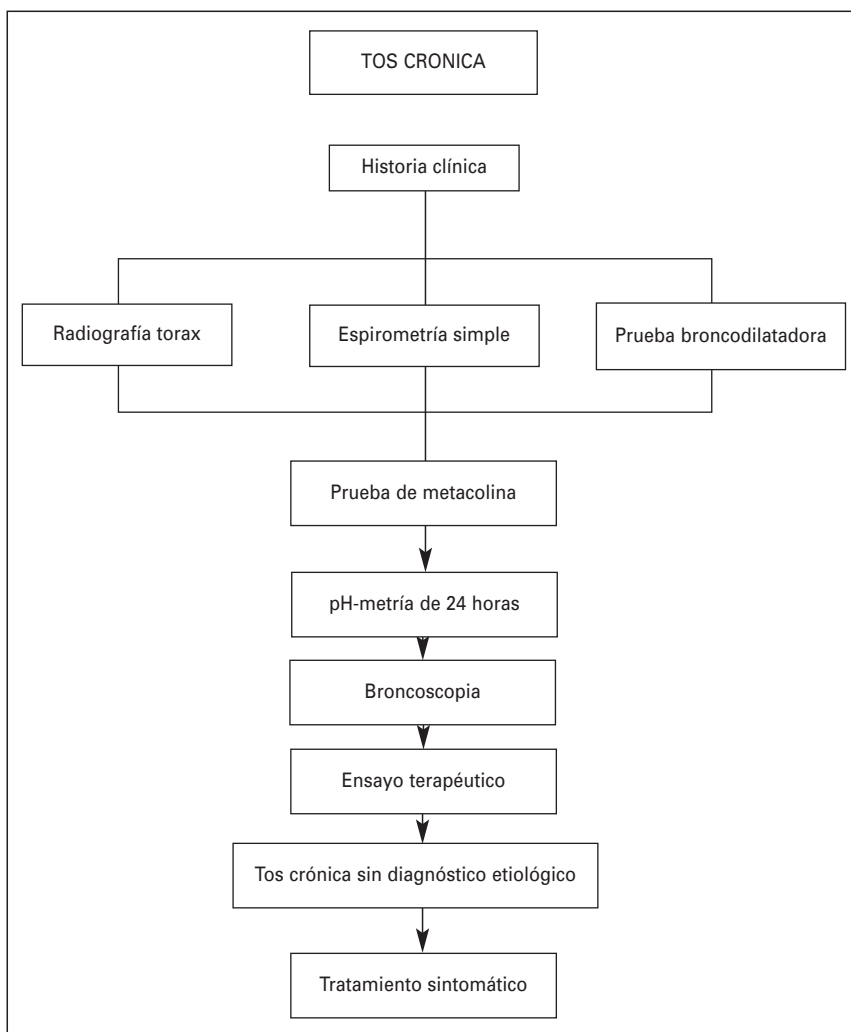 TOS CRONICA
Historia clínica
Radiografía torax
Espirometría simple
Prueba broncodilatadora
Prueba de metacolina
pH-metría de 24 horas
Broncoscopia
Ensayo terapéutico
Tos crónica sin diagnóstico etiológico
Tratamiento sintomático